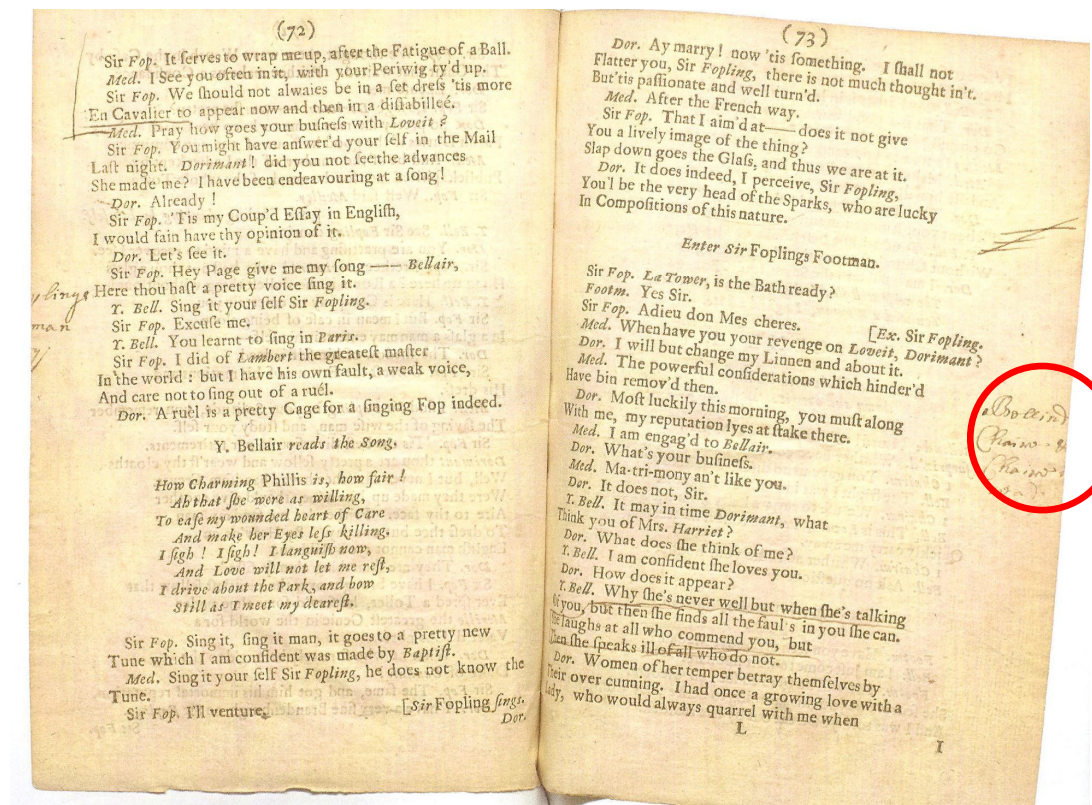 (72)
Sir Fop. It ſerves to wrap me up, after the Fatigue of a Ball.
Med. I See you often in it, with your Periwig ty'd up.
Sir Fop. We ſhould not alwaies be in a ſet dreſs 'tis more
En Cavalier to appear now and then in a diſſabilleé.
Med. Pray how goes your buſneſs with Loveit ?
Sir Fop. You might have anſwer'd your ſelf in the Mail
Laſt night. Dorimant ! did you not ſee the advances
She made me? I have been endeavouring at a ſong !
Dor. Already !
Sir Fop. 'Tis my Coup'd Eſſay in Engliſh,
I would fain have thy opinion of it.
Dor. Let's ſee it.
Sir Fop. Hey Page give me my ſong —— Bellair,
Here thou haſt a pretty voice ſing it.
Y. Bell. Sing it your ſelf Sir Fopling.
Sir Fop. Excuſe me.
Y. Bell. You learnt to ſing in Paris.
Sir Fop. I did of Lambert the greateſt maſter
In the world : but I have his own fault, a weak voice,
And care not to ſing out of a ruél.
Dor. A ruèl is a pretty Cage for a ſinging Fop indeed.
Y. Bellair reads the Song.
How Charming Phillis is, how fair !
Ah that ſhe were as willing,
To eaſe my wounded heart of Care
And make her Eyes leſs killing.
I ſigh ! I ſigh! I languiſh now,
And Love will not let me reſt,
I drive about the Park, and bow
Still as I meet my deareſt.
Sir Fop. Sing it, ſing it man, it goes to a pretty new
Tune which I am confident was made by Baptiſt.
Med. Sing it your ſelf Sir Fopling, he does not know the
Tune.
Sir Fop. I'll venture. [Sir Fopling ſings.
Dor.
lings
man
(73)
Dor. Ay marry ! now 'tis ſomething. I ſhall not
Flatter you, Sir Fopling, there is not much thought in't.
But 'tis paſſionate and well turn'd.
Med. After the French way.
Sir Fop. That I aim'd at —— does it not give
You a lively image of the thing?
Slap down goes the Glaſs, and thus we are at it.
Dor. It does indeed, I perceive, Sir Fopling,
You'l be the very head of the Sparks, who are lucky
In Compoſitions of this nature.
Enter Sir Foplings Footman.
Sir Fop. La Tower, is the Bath ready?
Footm. Yes Sir.
Sir Fop. Adieu don Mes cheres. [Ex. Sir Fopling.
Med. When have you your revenge on Loveit, Dorimant ?
Dor. I will but change my Linnen and about it.
Med. The powerful conſiderations which hinder'd
Have bin remov'd then.
Dor. Moſt luckily this morning, you muſt along
With me, my reputation lyes at ſtake there.
Med. I am engag'd to Bellair.
Dor. What's your buſineſs.
Med. Ma-tri-mony an't like you.
Dor. It does not, Sir.
Y. Bell. It may in time Dorimant, what
Think you of Mrs. Harriet ?
Dor. What does ſhe think of me?
Y. Bell. I am confident ſhe loves you.
Dor. How does it appear?
Y. Bell. Why ſhe's never well but when ſhe's talking
Of you, but then ſhe finds all the faul's in you ſhe can.
She laughs at all who commend you, but
Then ſhe ſpeaks ill of all who do not.
Dor. Women of her temper betray themſelves by
Their over cunning. I had once a growing love with a
Lady, who would always quarrel with me when
L
I